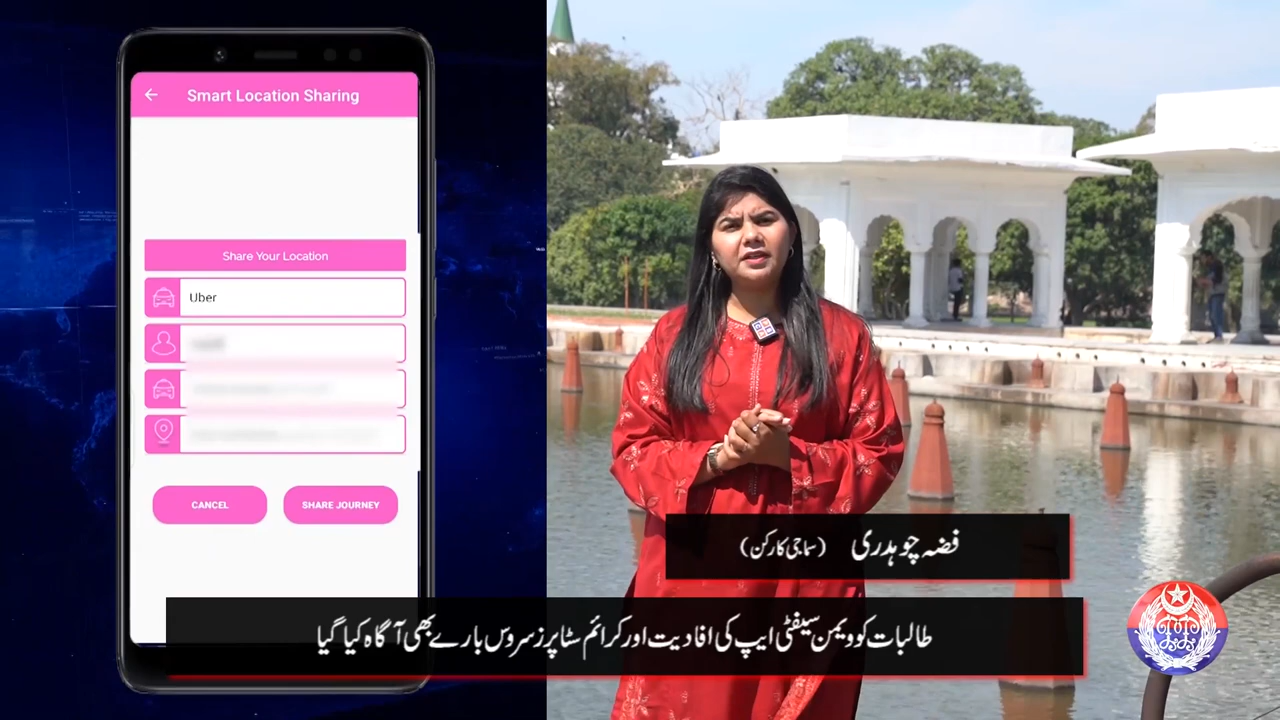 Smart Location Sharing
Share Your Location
Uber
CANCEL
SHARE JOURNEY
فضہ چوہدری (سماجی کارکن)
طالبات کو ویمن سیفٹی ایپ کی افادیت اور کرائم سٹاپرز سروس بارے بھی آگاہ کیا گیا